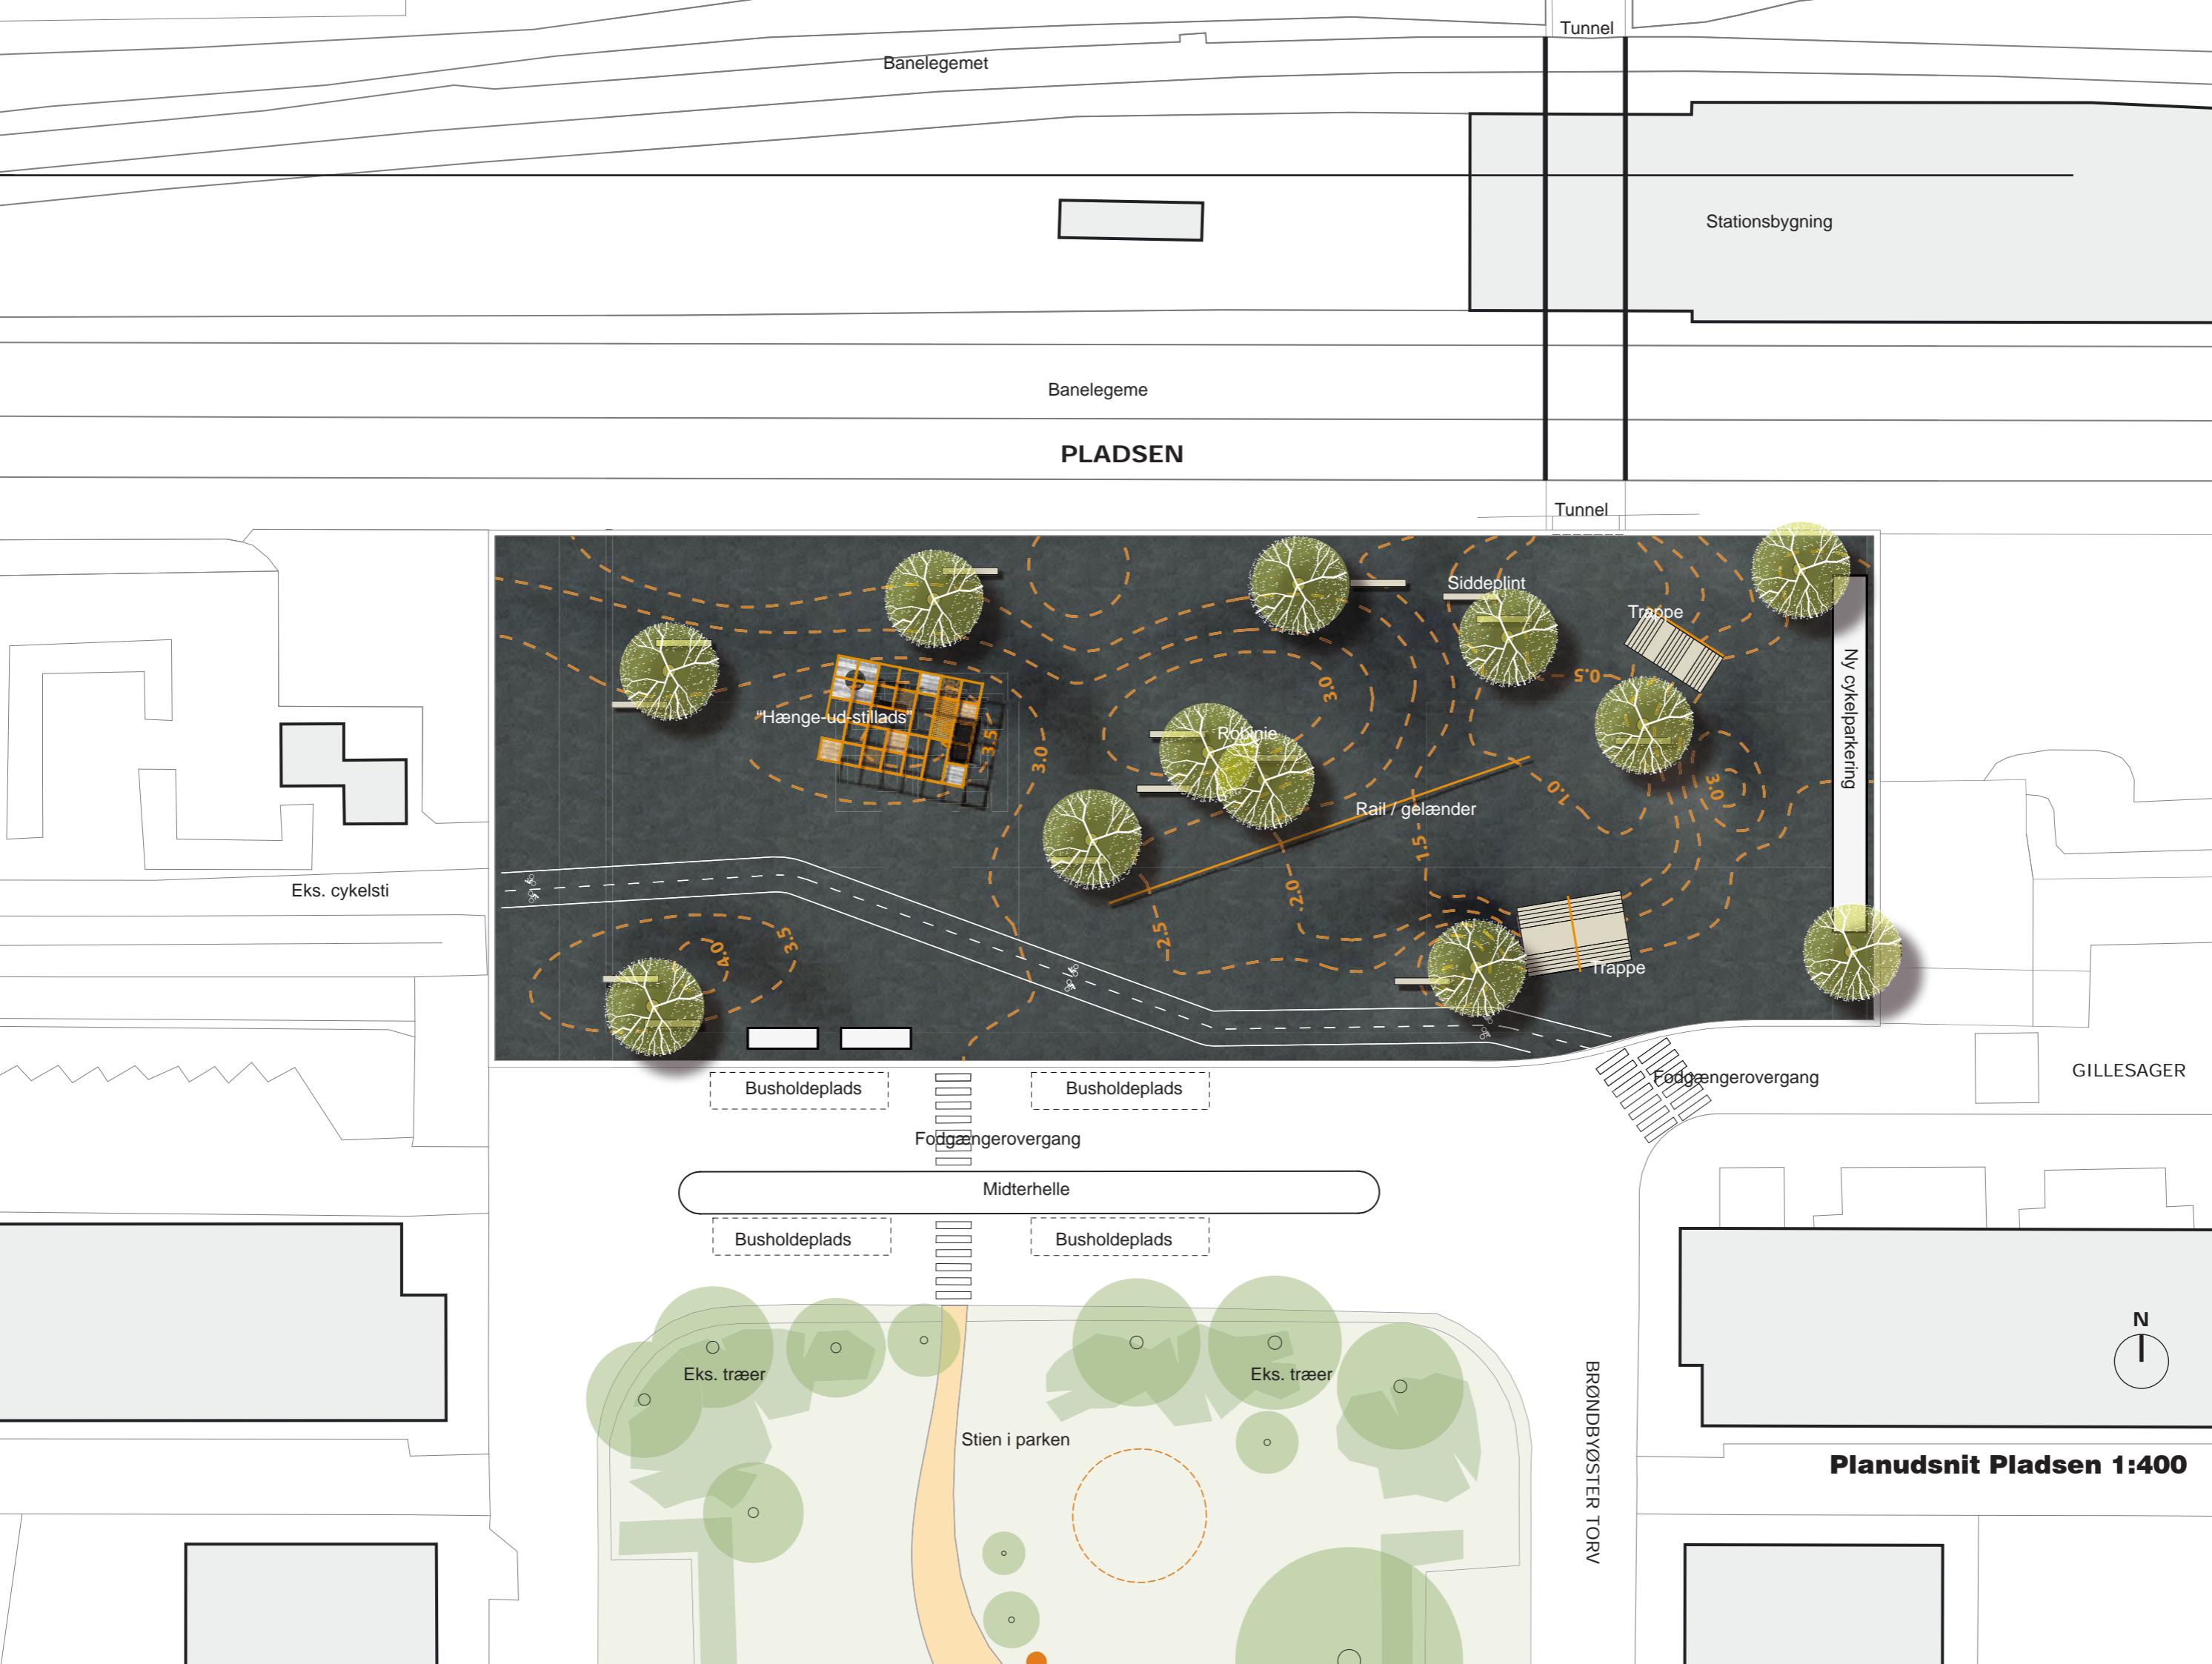 Tunnel
Banelegemet
Stationsbygning
Banelegeme
PLADSEN
Tunnel
Siddeplint
Trappe
0.5
3.0
"Hænge-ud-stillads"
Robinie
3.5
3.0
Ny cykelparkering
3.0
1.0
Rail / gelænder
1.5
Eks. cykelsti
2.0
4.0
3.5
2.5
Trappe
Busholdeplads
Busholdeplads
Fodgængerovergang
GILLESAGER
Fodgængerovergang
Midterhelle
Busholdeplads
Busholdeplads
N
Eks. træer
Eks. træer
BRØNDBYØSTER TORV
Stien i parken
Planudsnit Pladsen 1:400